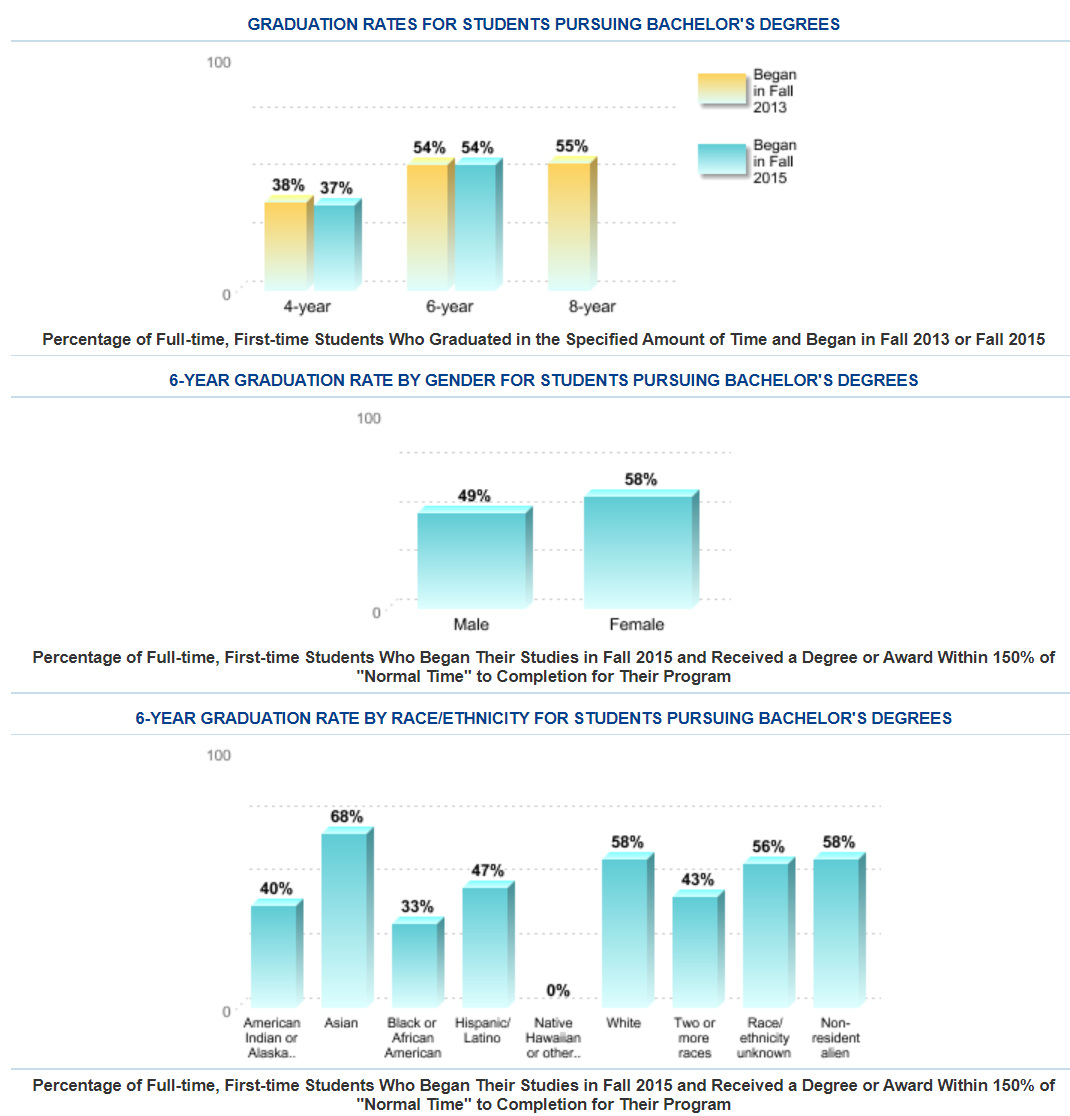 GRADUATION RATES FOR STUDENTS PURSUING BACHELOR'S DEGREES
100
Began
in Fall
2013
Began
in Fall
2015
38%
37%
54%
54%
55%
0
4-year
6-year
8-year
Percentage of Full-time, First-time Students Who Graduated in the Specified Amount of Time and Began in Fall 2013 or Fall 2015
6-YEAR GRADUATION RATE BY GENDER FOR STUDENTS PURSUING BACHELOR'S DEGREES
100
49%
58%
0
Male
Female
Percentage of Full-time, First-time Students Who Began Their Studies in Fall 2015 and Received a Degree or Award Within 150% of
"Normal Time" to Completion for Their Program
6-YEAR GRADUATION RATE BY RACE/ETHNICITY FOR STUDENTS PURSUING BACHELOR'S DEGREES
100
40%
68%
33%
47%
0%
58%
43%
56%
58%
0
American
Indian or
Alaska..
Asian
Black or
African
American
Hispanic/
Latino
Native
Hawaiian
or other..
White
Two or
more
races
Race/
ethnicity
unknown
Non-
resident
alien
Percentage of Full-time, First-time Students Who Began Their Studies in Fall 2015 and Received a Degree or Award Within 150% of
"Normal Time" to Completion for Their Program